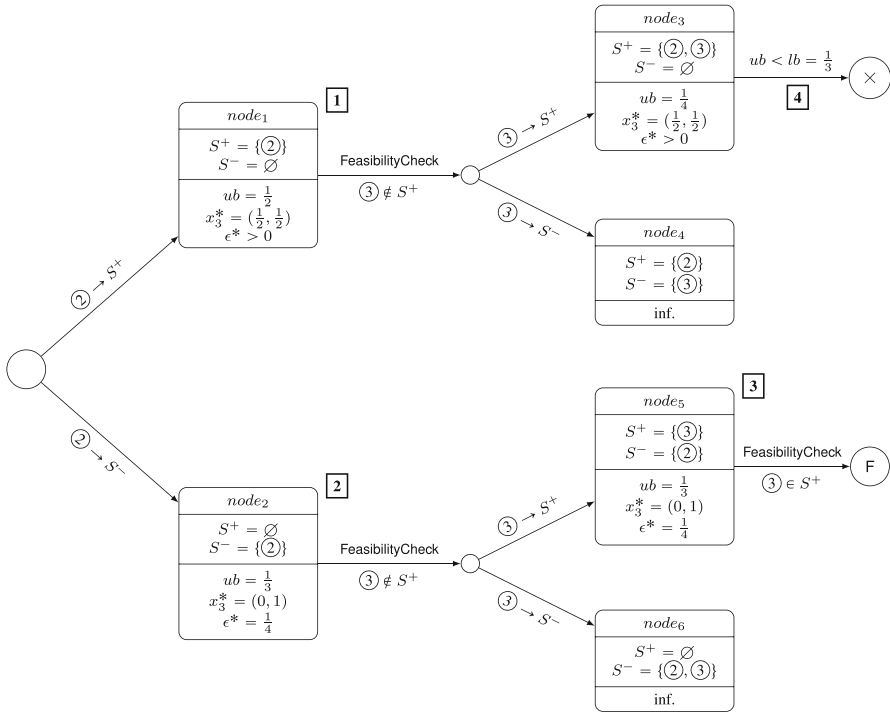 ② → S⁺
② → S⁻
1
node₁
S⁺ = {②}
S⁻ = ∅
ub = 1/2
x₃* = (1/2, 1/2)
ϵ* > 0
FeasibilityCheck
③ ∉ S⁺
③ → S⁺
③ → S⁻
node₃
S⁺ = {②, ③}
S⁻ = ∅
ub = 1/4
x₃* = (1/2, 1/2)
ϵ* > 0
ub < lb = 1/3
4
×
node₄
S⁺ = {②}
S⁻ = {③}
inf.
2
node₂
S⁺ = ∅
S⁻ = {②}
ub = 1/3
x₃* = (0, 1)
ϵ* = 1/4
FeasibilityCheck
③ ∉ S⁺
③ → S⁺
③ → S⁻
3
node₅
S⁺ = {③}
S⁻ = {②}
ub = 1/3
x₃* = (0, 1)
ϵ* = 1/4
FeasibilityCheck
③ ∈ S⁺
F
node₆
S⁺ = ∅
S⁻ = {②, ③}
inf.